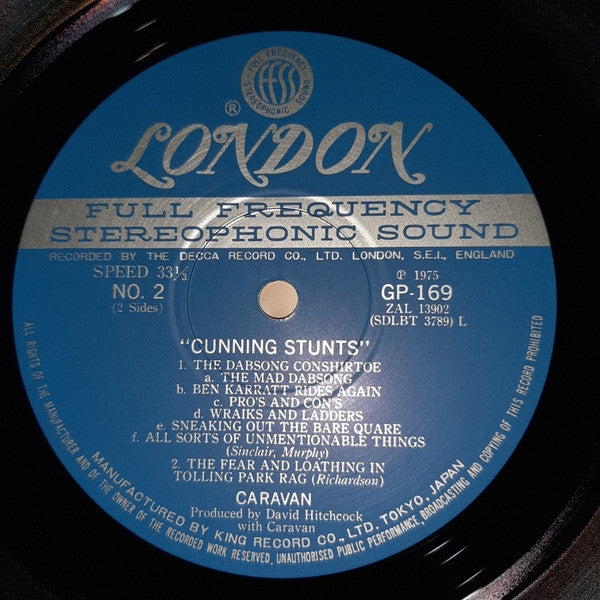 FULL FREQUENCY
ffss
STEREOPHONIC SOUND
® LONDON
FULL FREQUENCY
STEREOPHONIC SOUND
RECORDED BY THE DECCA RECORD CO., LTD. LONDON, S.E.I., ENGLAND
SPEED 33⅓
℗ 1975
NO. 2
GP-169
(2 Sides)
ZAL 13902
(SDLBT 3789) L
"CUNNING STUNTS"
1. THE DABSONG CONSHIRTOE
a. THE MAD DABSONG
b. BEN KARRATT RIDES AGAIN
c. PRO'S AND CON'S
d. WRAIKS AND LADDERS
e. SNEAKING OUT THE BARE QUARE
f. ALL SORTS OF UNMENTIONABLE THINGS
(Sinclair, Murphy)
2. THE FEAR AND LOATHING IN
TOLLING PARK RAG (Richardson)
CARAVAN
Produced by David Hitchcock
with Caravan
MANUFACTURED BY KING RECORD CO., LTD. TOKYO, JAPAN
ALL RIGHTS OF THE MANUFACTURER AND OF THE OWNER OF THE RECORDED WORK RESERVED, UNAUTHORISED PUBLIC PERFORMANCE, BROADCASTING AND COPYING OF THIS RECORD PROHIBITED